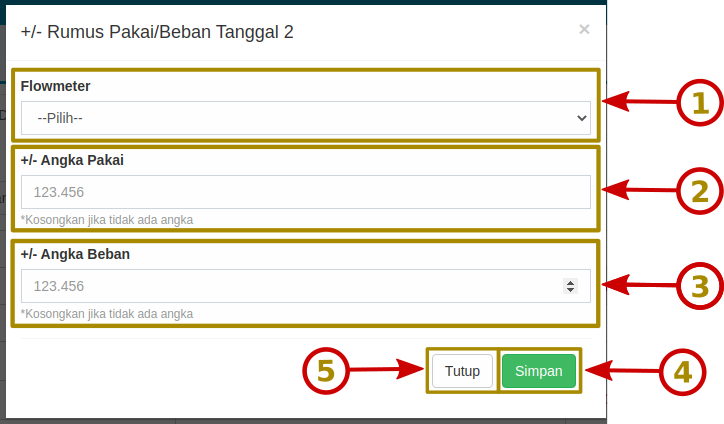 +/- Rumus Pakai/Beban Tanggal 2
×
Flowmeter
--Pilih--
1
+/- Angka Pakai
123.456
2
*Kosongkan jika tidak ada angka
+/- Angka Beban
123.456
3
*Kosongkan jika tidak ada angka
5
Tutup
Simpan
4